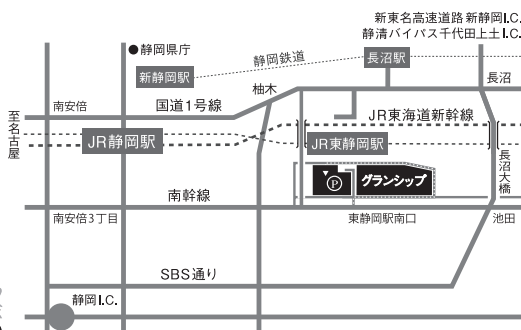 新東名高速道路 新静岡I.C.
静清バイパス千代田上土I.C.
●静岡県庁
静岡鉄道
長沼駅
新静岡駅
柚木
長沼
南安倍
国道1号線
JR東海道新幹線
至名古屋
JR静岡駅
JR東静岡駅
長沼大橋
P
グランシップ
南幹線
南安倍3丁目
東静岡駅南口
池田
SBS通り
静岡I.C.